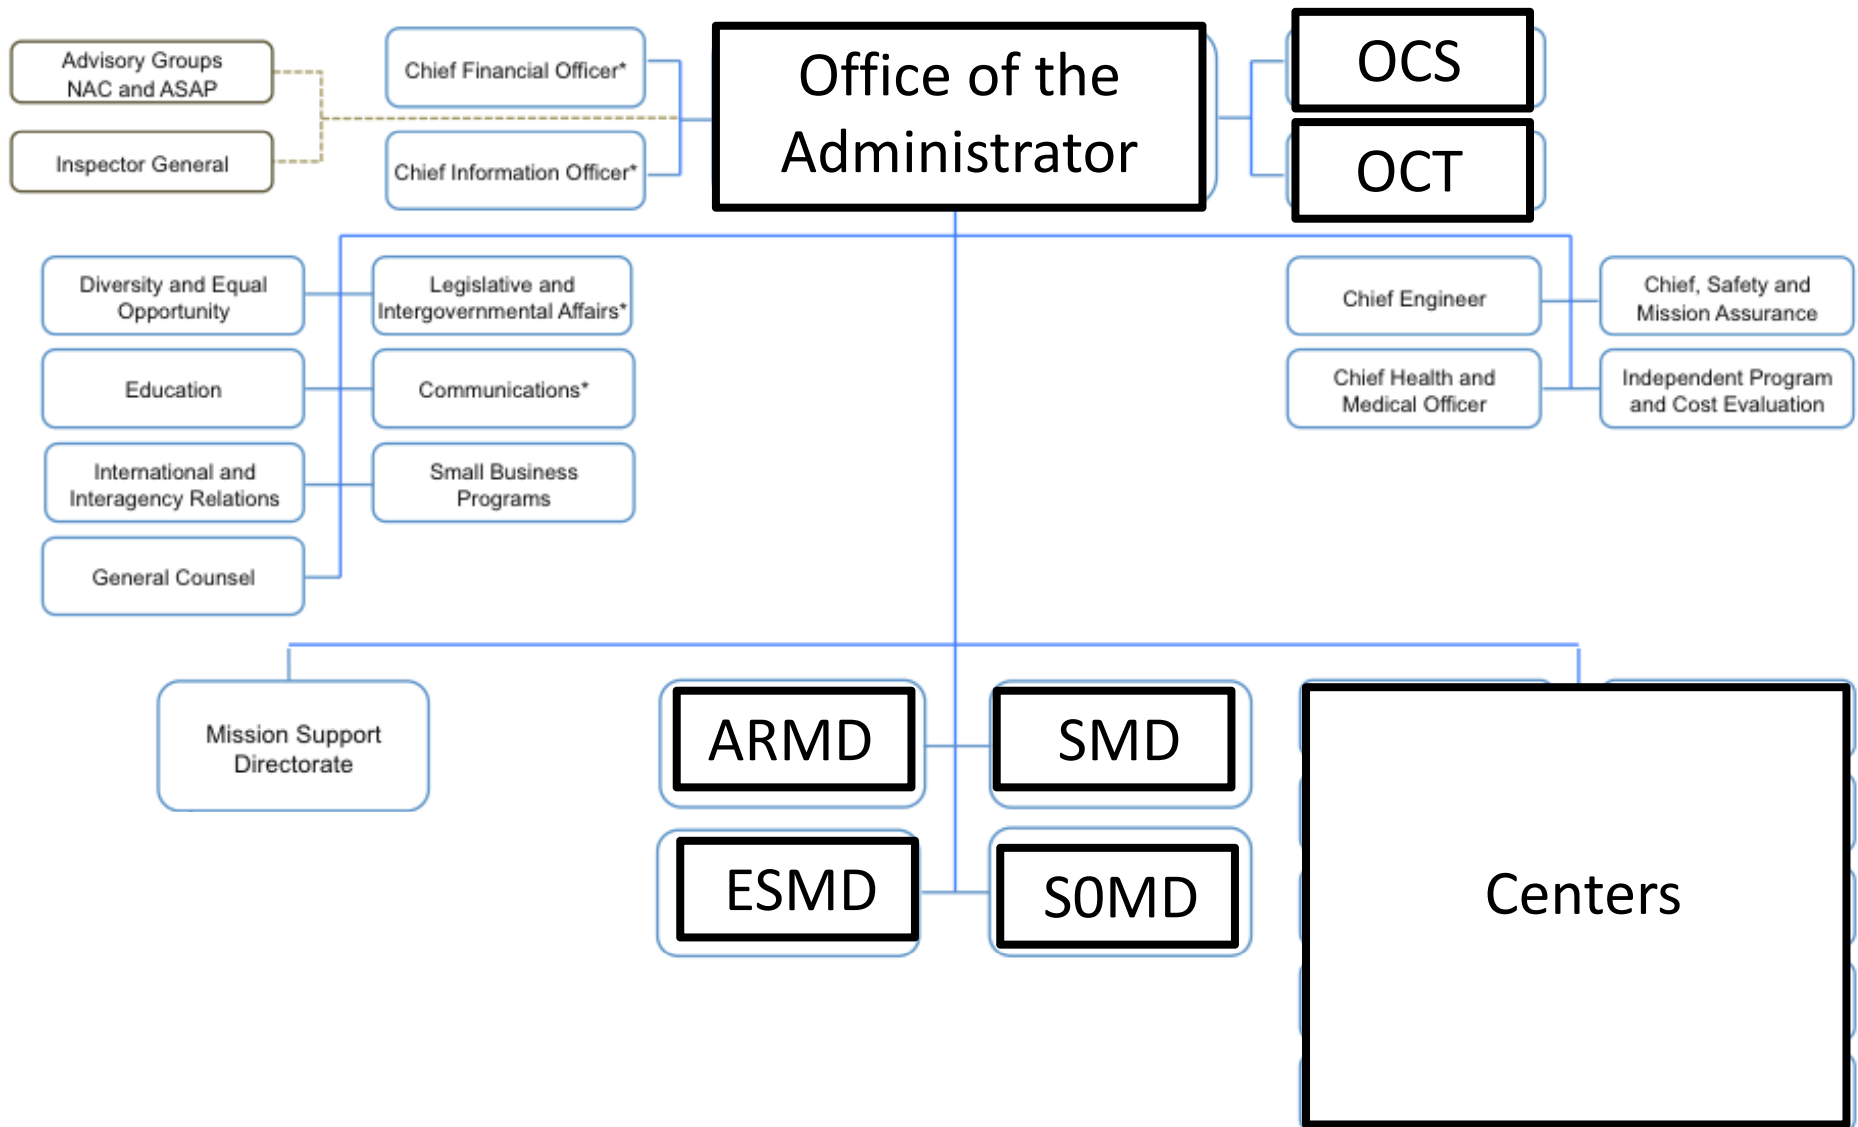 Advisory Groups
NAC and ASAP
Inspector General
Chief Financial Officer*
Chief Information Officer*
Office of the
Administrator
OCS
OCT
Diversity and Equal
Opportunity
Legislative and
Intergovernmental Affairs*
Education
Communications*
International and
Interagency Relations
Small Business
Programs
General Counsel
Chief Engineer
Chief, Safety and
Mission Assurance
Chief Health and
Medical Officer
Independent Program
and Cost Evaluation
Mission Support
Directorate
ARMD
SMD
ESMD
S0MD
Centers